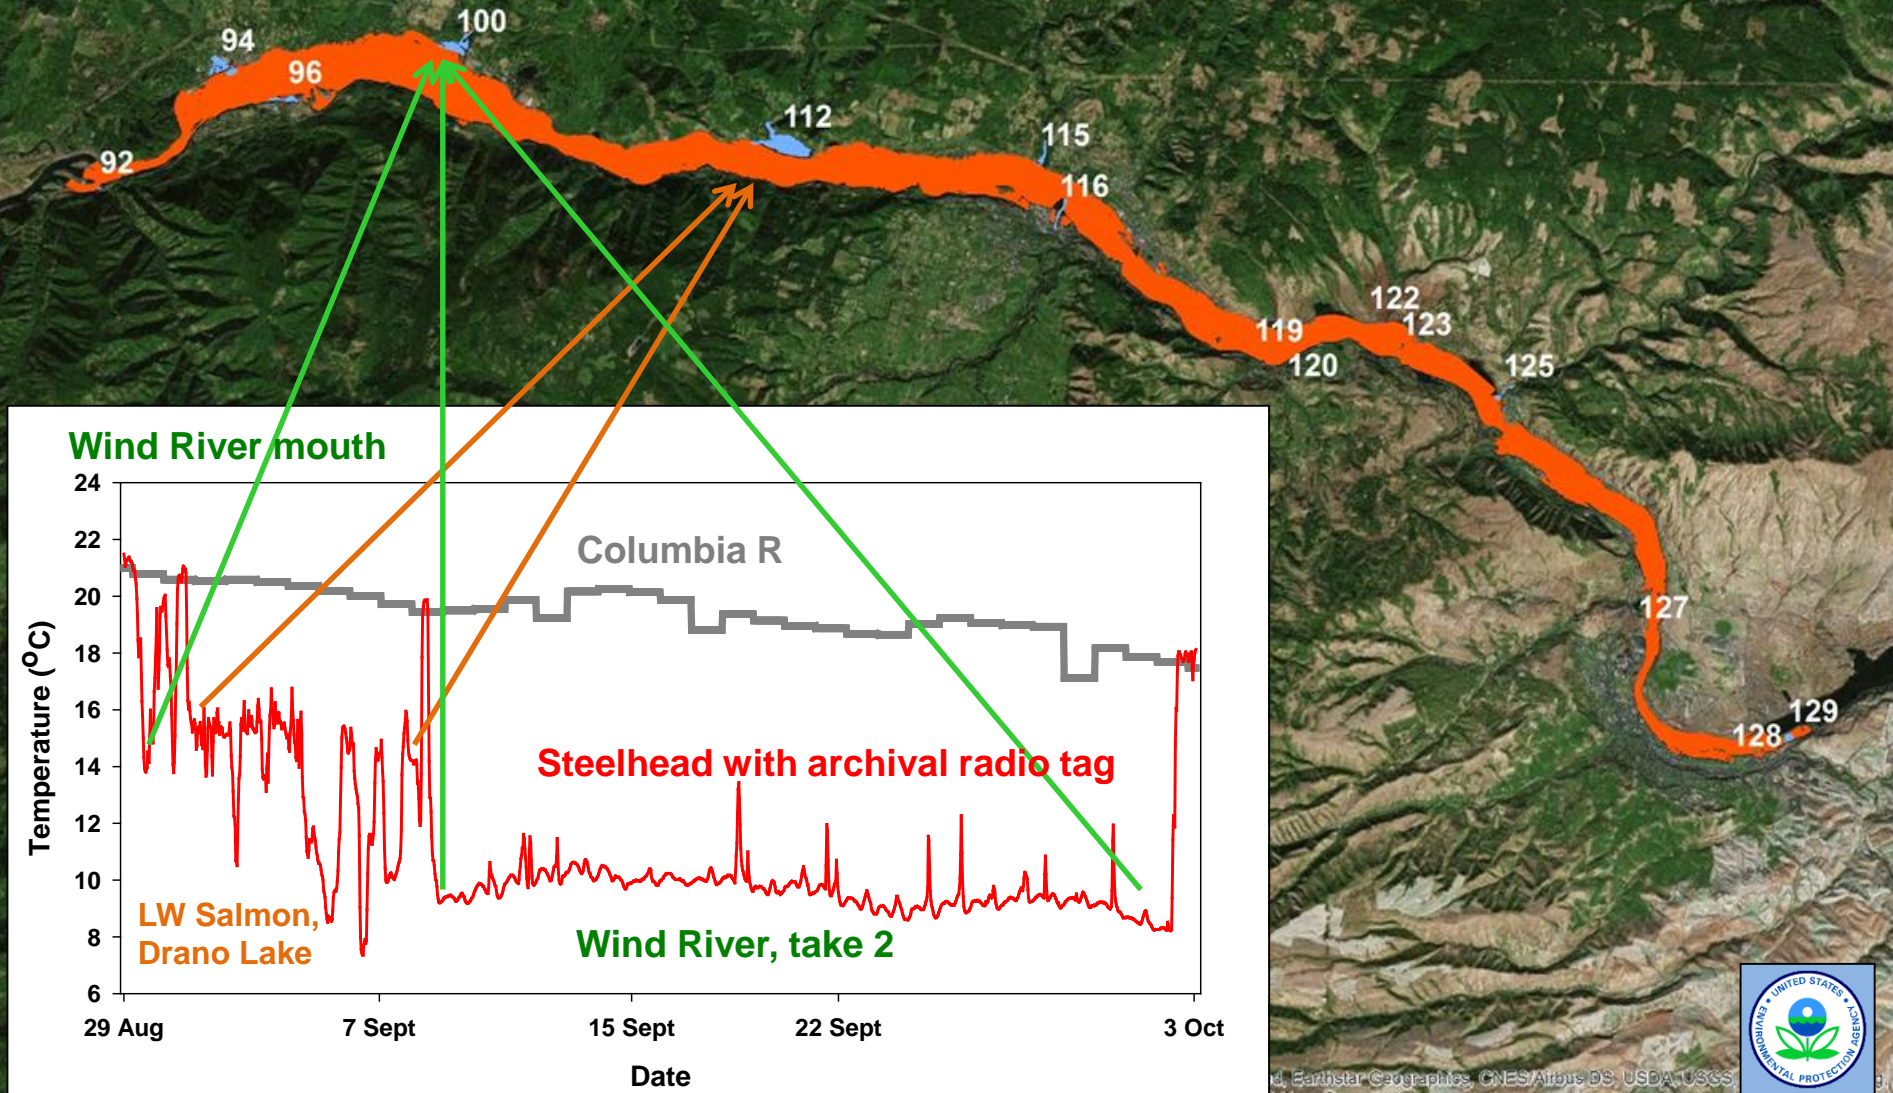 100
94
96
112
115
92
116
122
119
123
120
125
127
129
128
Wind River mouth
24
22
20
18
16
14
12
10
8
6
Temperature (ºC)
Columbia R
Steelhead with archival radio tag
LW Salmon,
Drano Lake
Wind River, take 2
29 Aug
7 Sept
15 Sept
22 Sept
3 Oct
Date
Earthstar Geographics, CNES/Airbus DS, USDA, USGS
UNITED STATES
ENVIRONMENTAL PROTECTION AGENCY